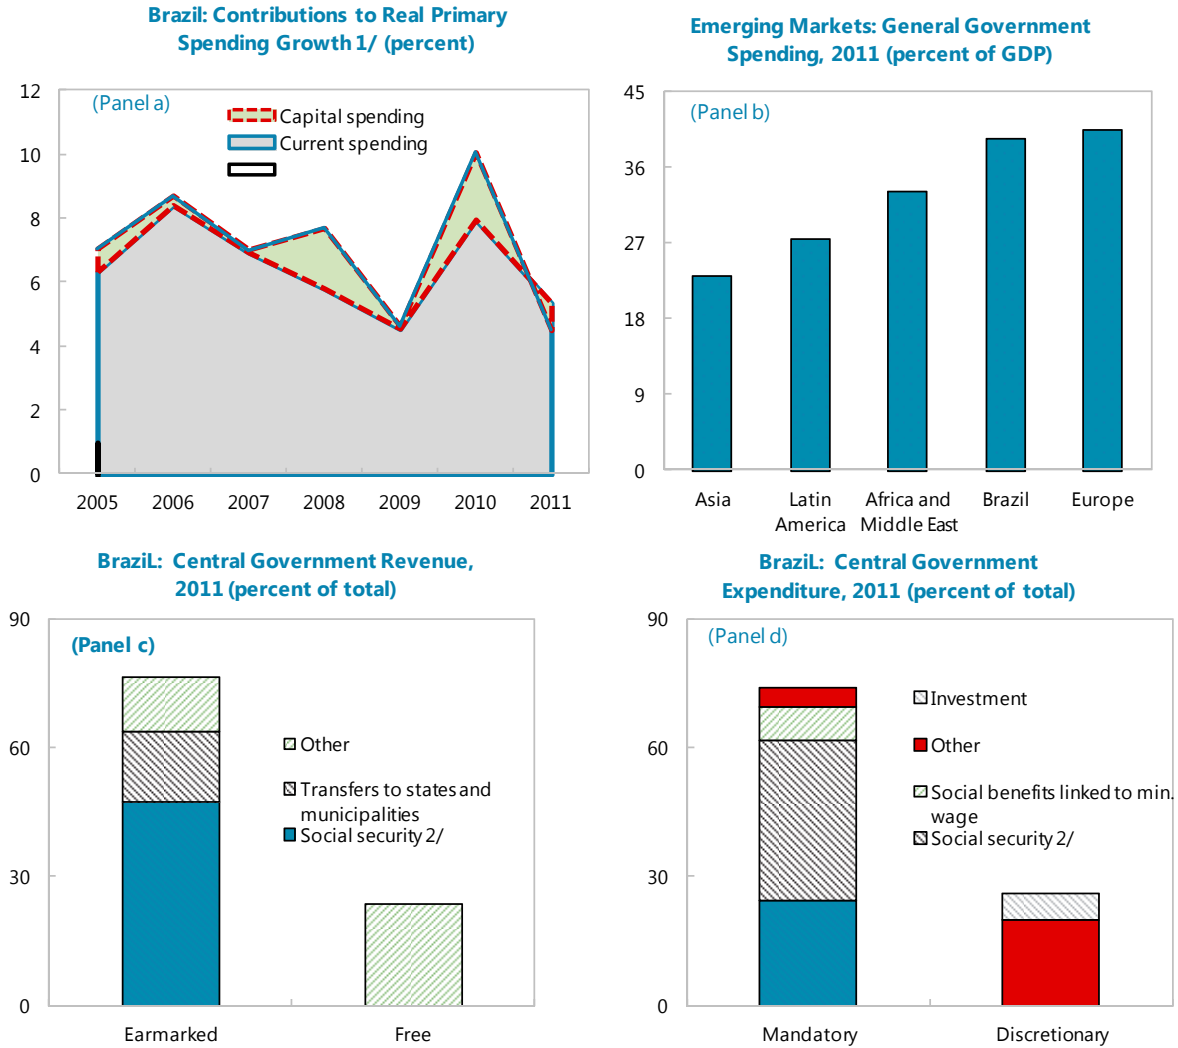 Brazil: Contributions to Real Primary
Spending Growth 1/ (percent)
(Panel a)
Capital spending
Current spending
12
10
8
6
4
2
0
2005 2006 2007 2008 2009 2010 2011
Emerging Markets: General Government
Spending, 2011 (percent of GDP)
(Panel b)
45
36
27
18
9
0
Asia Latin Africa and Brazil Europe
America Middle East
BraziL: Central Government Revenue,
2011 (percent of total)
(Panel c)
90
60
30
0
Other
Transfers to states and
municipalities
Social security 2/
Earmarked Free
BraziL: Central Government
Expenditure, 2011 (percent of total)
(Panel d)
90
60
30
0
Investment
Other
Social benefits linked to min.
wage
Social security 2/
Mandatory Discretionary